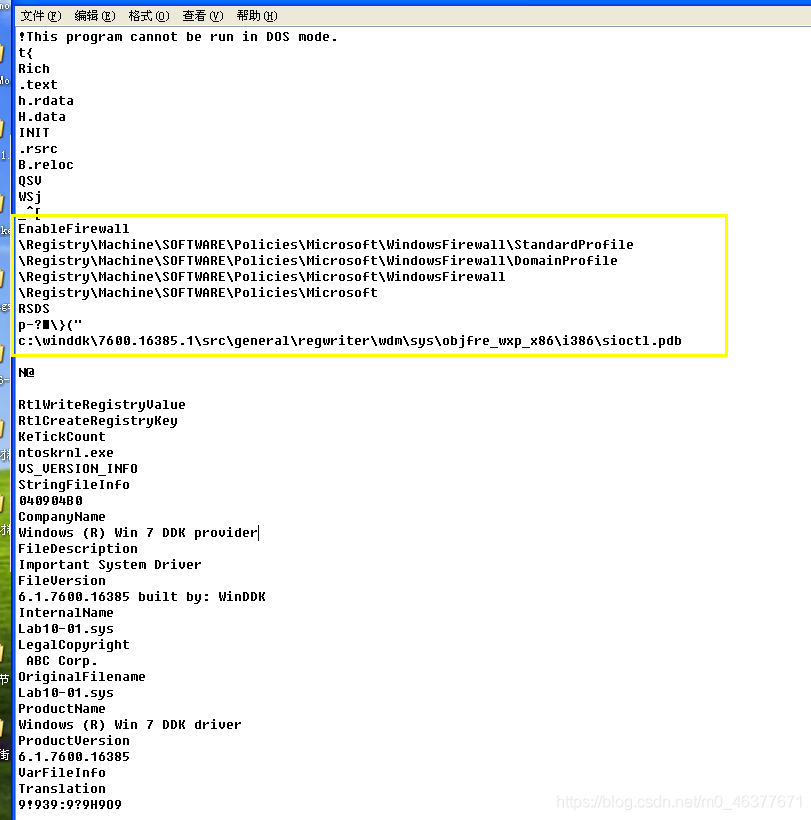 文件(F) 编辑(E) 格式(O) 查看(V) 帮助(H)
!This program cannot be run in DOS mode.
t{
Rich
.text
h.rdata
H.data
INIT
.rsrc
B.reloc
QSV
WSj
_^[
EnableFirewall
\Registry\Machine\SOFTWARE\Policies\Microsoft\WindowsFirewall\StandardProfile
\Registry\Machine\SOFTWARE\Policies\Microsoft\WindowsFirewall\DomainProfile
\Registry\Machine\SOFTWARE\Policies\Microsoft\WindowsFirewall
\Registry\Machine\SOFTWARE\Policies\Microsoft
RSDS
p-?■\}("
c:\winddk\7600.16385.1\src\general\regwriter\wdm\sys\objfre_wxp_x86\i386\sioctl.pdb
N@
RtlWriteRegistryValue
RtlCreateRegistryKey
KeTickCount
ntoskrnl.exe
VS_VERSION_INFO
StringFileInfo
040904B0
CompanyName
Windows (R) Win 7 DDK provider
FileDescription
Important System Driver
FileVersion
6.1.7600.16385 built by: WinDDK
InternalName
Lab10-01.sys
LegalCopyright
ABC Corp.
OriginalFilename
Lab10-01.sys
ProductName
Windows (R) Win 7 DDK driver
ProductVersion
6.1.7600.16385
VarFileInfo
Translation
9!939:9?9H9O9
https://blog.csdn.net/m0_46377671